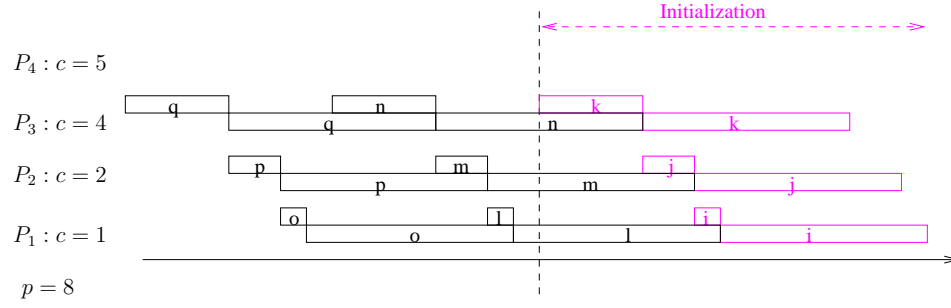 Initialization
P₄ : c = 5
q n k
P₃ : c = 4
q n k
p m j
P₂ : c = 2
p m j
o l i
P₁ : c = 1
o l i
p = 8